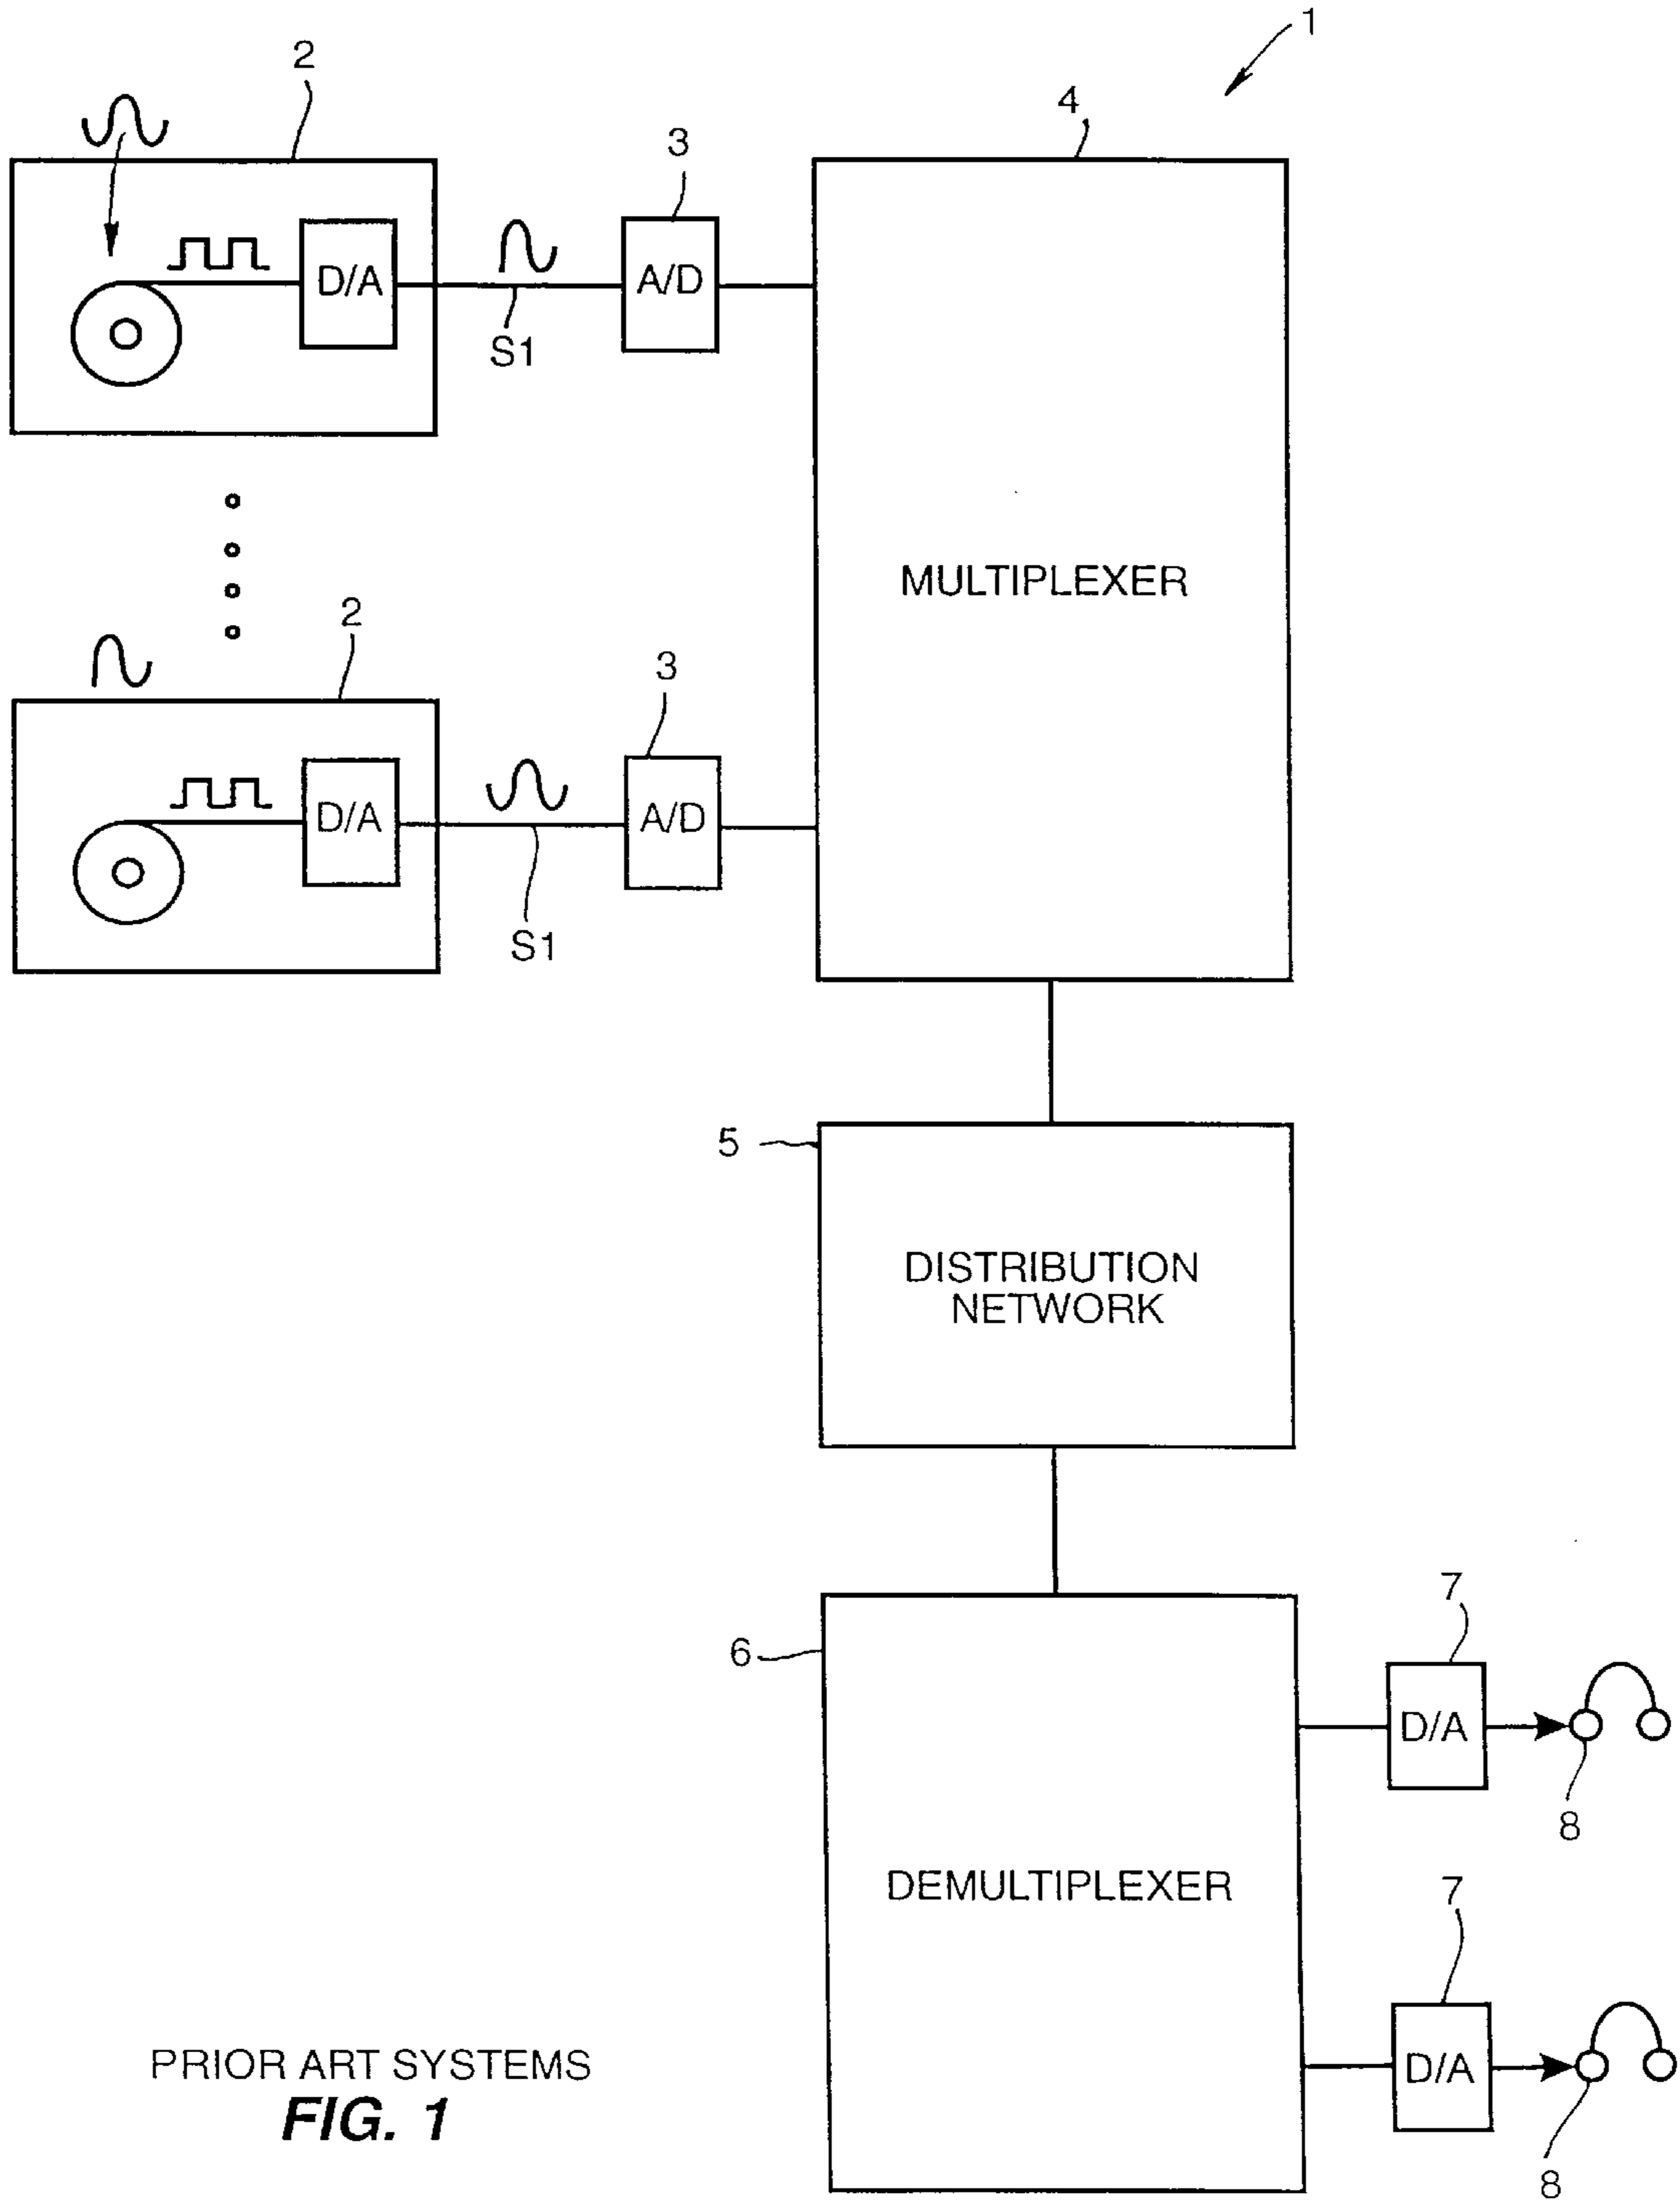 1
2
4
3
D/A
A/D
S1
MULTIPLEXER
2
3
D/A
A/D
S1
5
DISTRIBUTION
NETWORK
7
6
D/A
8
DEMULTIPLEXER
7
D/A
8
PRIOR ART SYSTEMS
FIG. 1